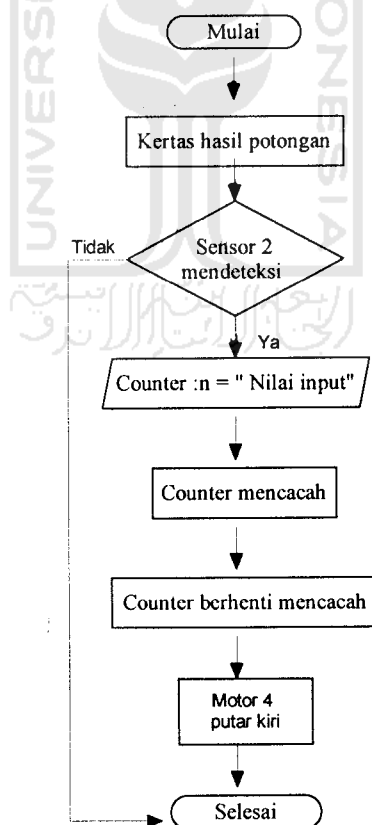 Mulai
Kertas hasil potongan
Sensor 2
mendeteksi
Tidak
Ya
Counter :n = " Nilai input"
Counter mencacah
Counter berhenti mencacah
Motor 4
putar kiri
Selesai